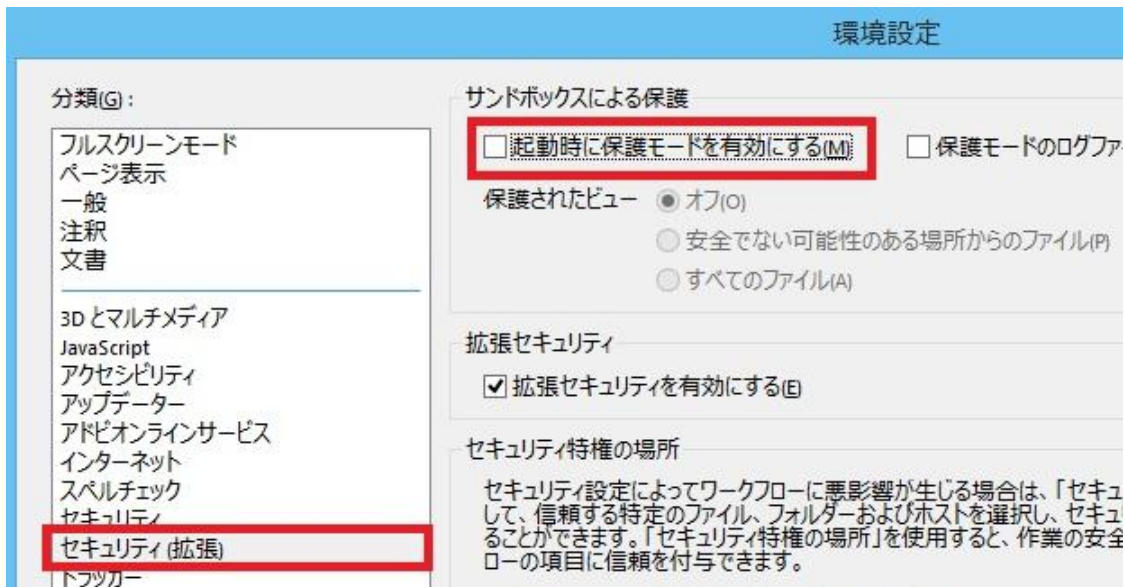 環境設定
分類(G):
フルスクリーンモード
ページ表示
一般
注釈
文書
3D とマルチメディア
JavaScript
アクセシビリティ
アップデーター
アドビオンラインサービス
インターネット
スペルチェック
セキュリティ
セキュリティ (拡張)
トラッカー
サンドボックスによる保護
起動時に保護モードを有効にする(M)
保護モードのログファ
保護されたビュー
オフ(O)
安全でない可能性のある場所からのファイル(P)
すべてのファイル(A)
拡張セキュリティ
拡張セキュリティを有効にする(E)
セキュリティ特権の場所
セキュリティ設定によってワークフローに悪影響が生じる場合は、「セキュ
して、信頼する特定のファイル、フォルダーおよびホストを選択し、セキュ
ることができます。「セキュリティ特権の場所」を使用すると、作業の安全
ローの項目に信頼を付与できます。